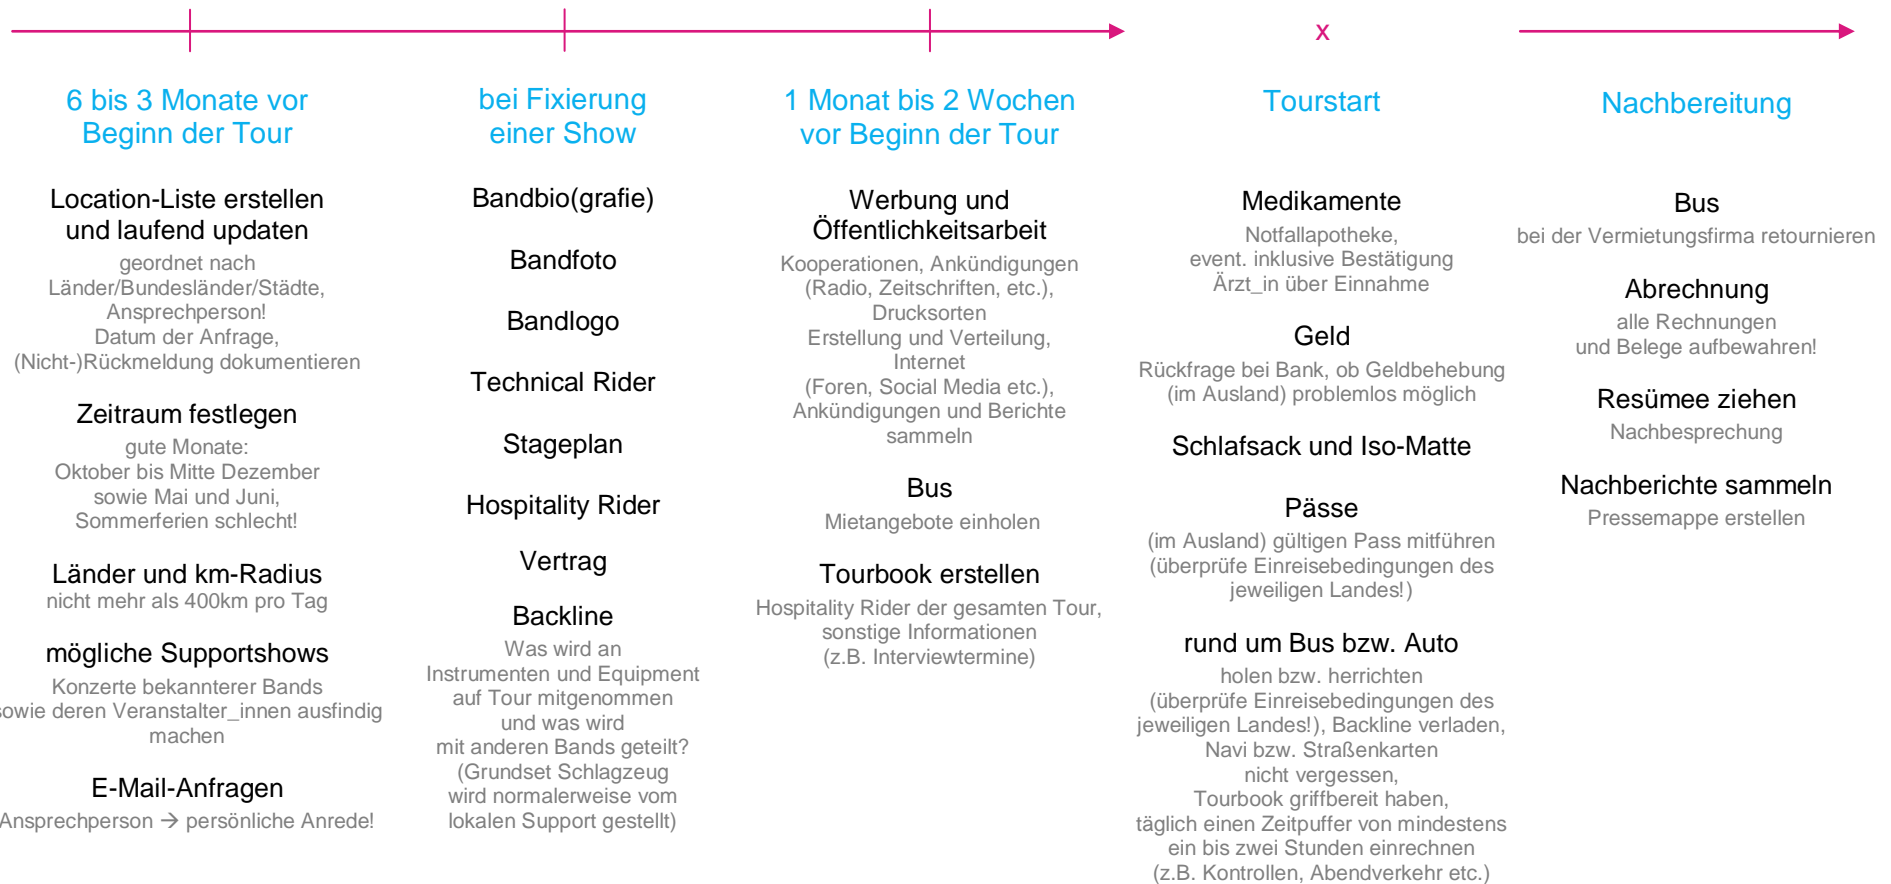 x
6 bis 3 Monate vor
Beginn der Tour
Location-Liste erstellen
und laufend updaten
geordnet nach
Länder/Bundesländer/Städte,
Ansprechperson!
Datum der Anfrage,
(Nicht-)Rückmeldung dokumentieren
Zeitraum festlegen
gute Monate:
Oktober bis Mitte Dezember
sowie Mai und Juni,
Sommerferien schlecht!
Länder und km-Radius
nicht mehr als 400km pro Tag
mögliche Supportshows
Konzerte bekannterer Bands
sowie deren Veranstalter_innen ausfindig
machen
E-Mail-Anfragen
Ansprechperson → persönliche Anrede!
bei Fixierung
einer Show
Bandbio(grafie)
Bandfoto
Bandlogo
Technical Rider
Stageplan
Hospitality Rider
Vertrag
Backline
Was wird an
Instrumenten und Equipment
auf Tour mitgenommen
und was wird
mit anderen Bands geteilt?
(Grundset Schlagzeug
wird normalerweise vom
lokalen Support gestellt)
1 Monat bis 2 Wochen
vor Beginn der Tour
Werbung und
Öffentlichkeitsarbeit
Kooperationen, Ankündigungen
(Radio, Zeitschriften, etc.),
Drucksorten
Erstellung und Verteilung,
Internet
(Foren, Social Media etc.),
Ankündigungen und Berichte
sammeln
Bus
Mietangebote einholen
Tourbook erstellen
Hospitality Rider der gesamten Tour,
sonstige Informationen
(z.B. Interviewtermine)
Tourstart
Medikamente
Notfallapotheke,
event. inklusive Bestätigung
Ärzt_in über Einnahme
Geld
Rückfrage bei Bank, ob Geldbehebung
(im Ausland) problemlos möglich
Schlafsack und Iso-Matte
Pässe
(im Ausland) gültigen Pass mitführen
(überprüfe Einreisebedingungen des
jeweiligen Landes!)
rund um Bus bzw. Auto
holen bzw. herrichten
(überprüfe Einreisebedingungen des
jeweiligen Landes!), Backline verladen,
Navi bzw. Straßenkarten
nicht vergessen,
Tourbook griffbereit haben,
täglich einen Zeitpuffer von mindestens
ein bis zwei Stunden einrechnen
(z.B. Kontrollen, Abendverkehr etc.)
Nachbereitung
Bus
bei der Vermietungsfirma retournieren
Abrechnung
alle Rechnungen
und Belege aufbewahren!
Resümee ziehen
Nachbesprechung
Nachberichte sammeln
Pressemappe erstellen